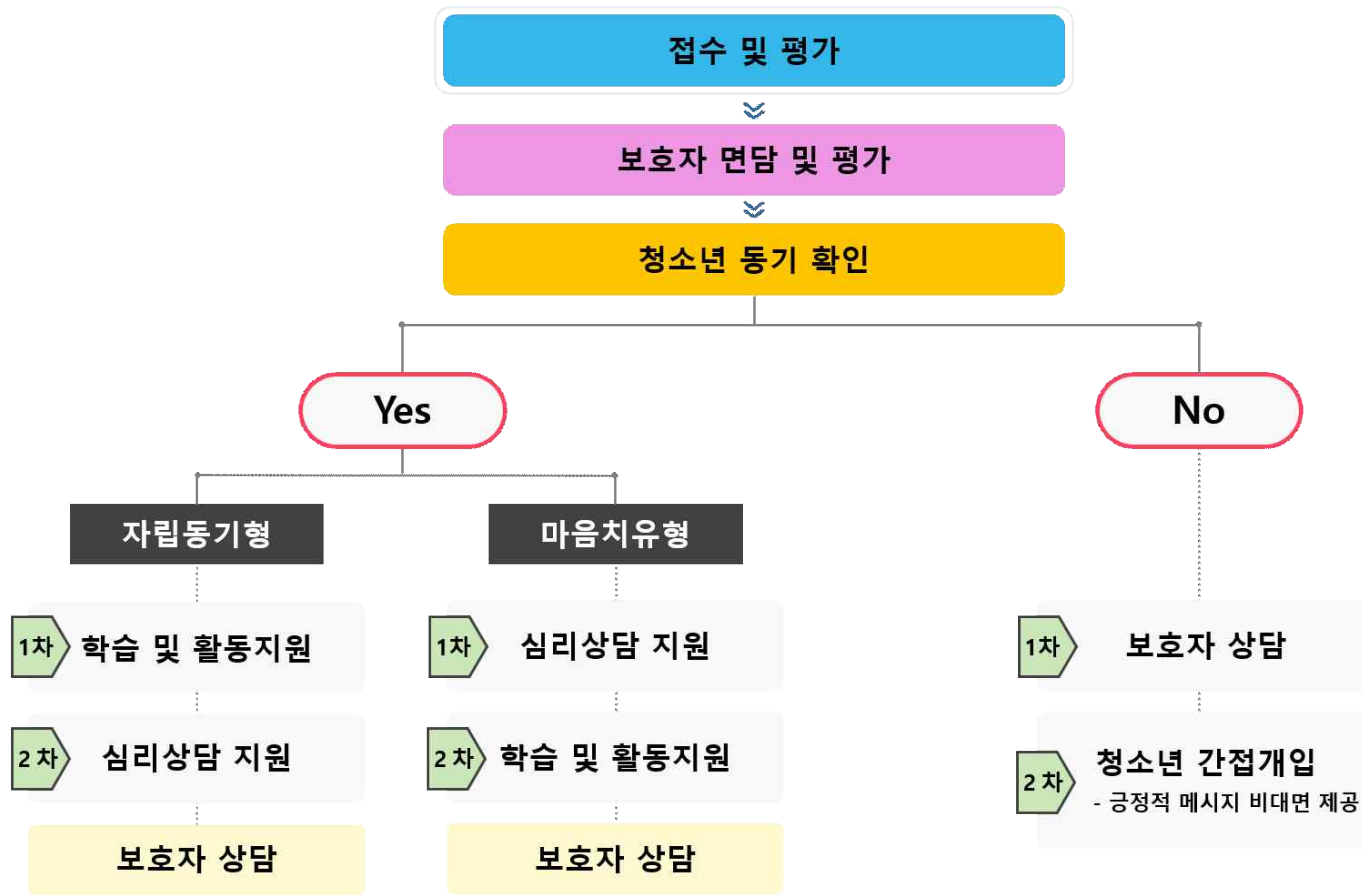 접수 및 평가
보호자 면담 및 평가
청소년 동기 확인
Yes
No
자립동기형
마음치유형
1차 학습 및 활동지원
1차 심리상담 지원
1차 보호자 상담
2 차 심리상담 지원
2 차 학습 및 활동지원
2 차 청소년 간접개입
- 긍정적 메시지 비대면 제공
보호자 상담
보호자 상담